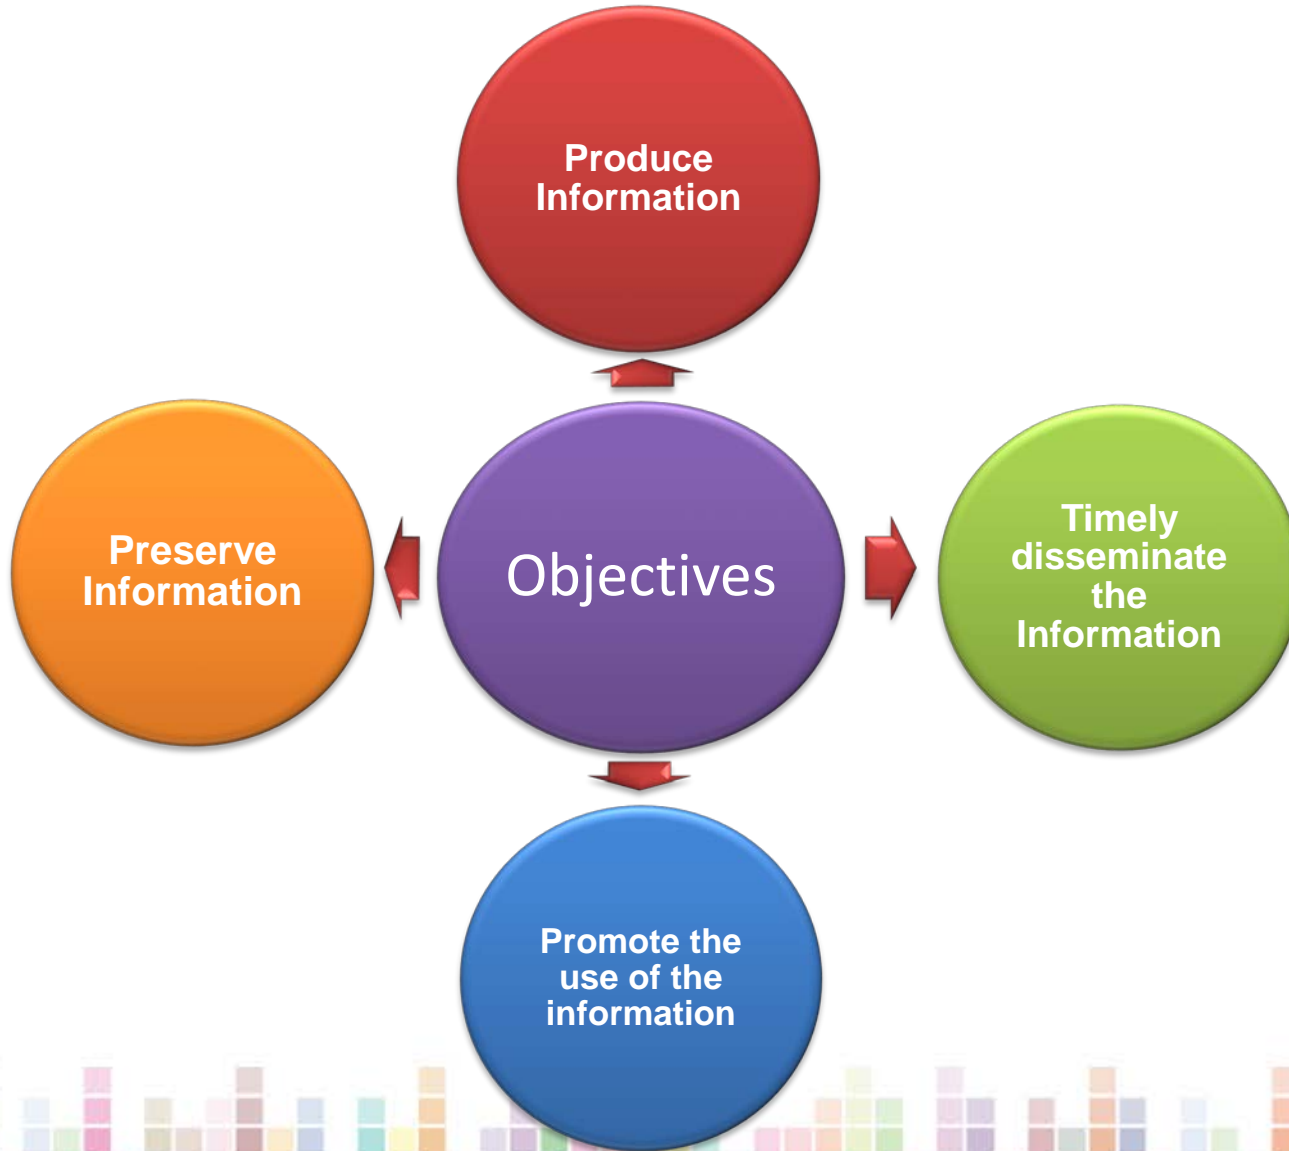 Produce
Information
Preserve
Information
Objectives
Timely
disseminate
the
Information
Promote the
use of the
information